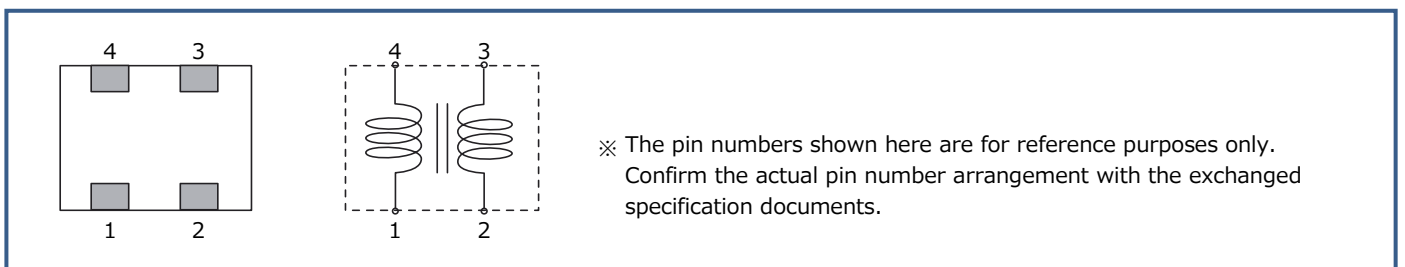 4 3
4 3
1 2
1 2
※ The pin numbers shown here are for reference purposes only.
Confirm the actual pin number arrangement with the exchanged
specification documents.